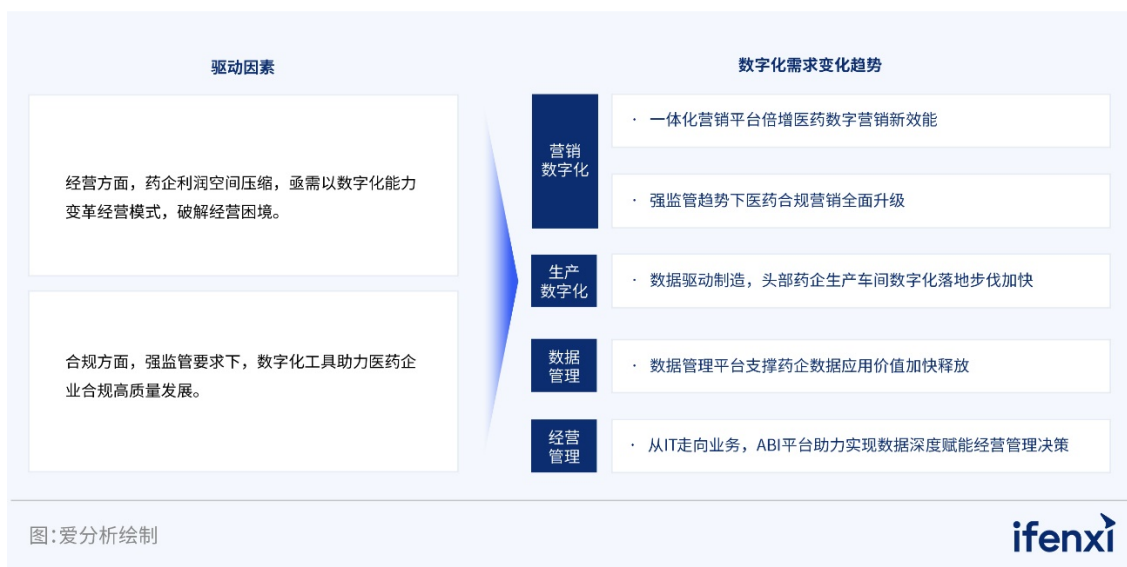 驱动因素
经营方面，药企利润空间压缩，亟需以数字化能力
变革经营模式，破解经营困境。
合规方面，强监管要求下，数字化工具助力医药企
业合规高质量发展。
数字化需求变化趋势
营销
数字化
· 一体化营销平台倍增医药数字营销新效能
· 强监管趋势下医药合规营销全面升级
生产
数字化
· 数据驱动制造，头部药企生产车间数字化落地步伐加快
数据
管理
· 数据管理平台支撑药企数据应用价值加快释放
经营
管理
· 从IT走向业务，ABI平台助力实现数据深度赋能经营管理决策
图:爱分析绘制
ifenxi